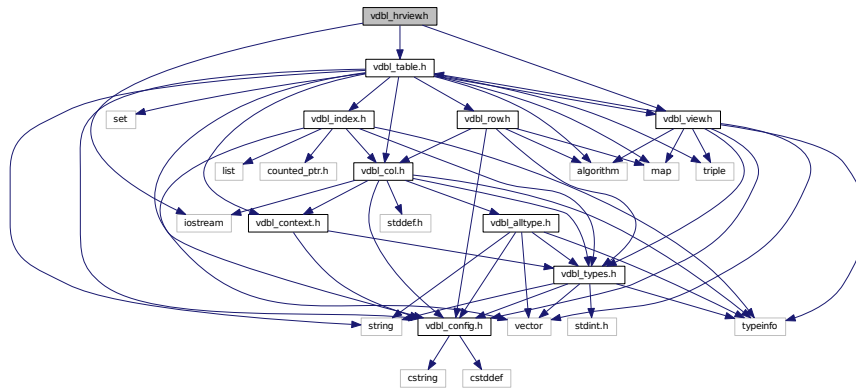 vdbl_hrview.h
vdbl_table.h
set
vdbl_index.h
vdbl_row.h
vdbl_view.h
list
counted_ptr.h
vdbl_col.h
algorithm
map
triple
iostream
vdbl_context.h
stddef.h
vdbl_alltype.h
vdbl_types.h
string
vdbl_config.h
vector
stdint.h
typeinfo
cstring
cstddef